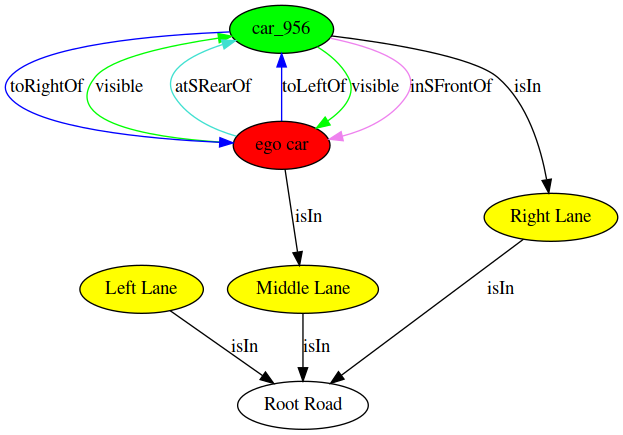 car_956
toRightOf visible atSRearOf toLeftOf visible inSFrontOf isIn
ego car
isIn Right Lane
Left Lane Middle Lane isIn
isIn isIn
Root Road